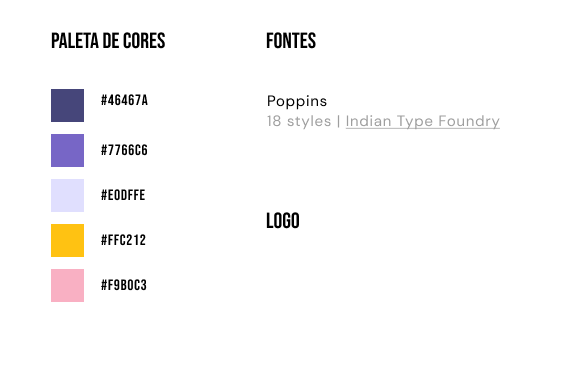 PALETA DE CORES
#46467A
#7766C6
#E0DFFE
#FFC212
#F9B0C3
FONTES
Poppins
18 styles | Indian Type Foundry
LOGO